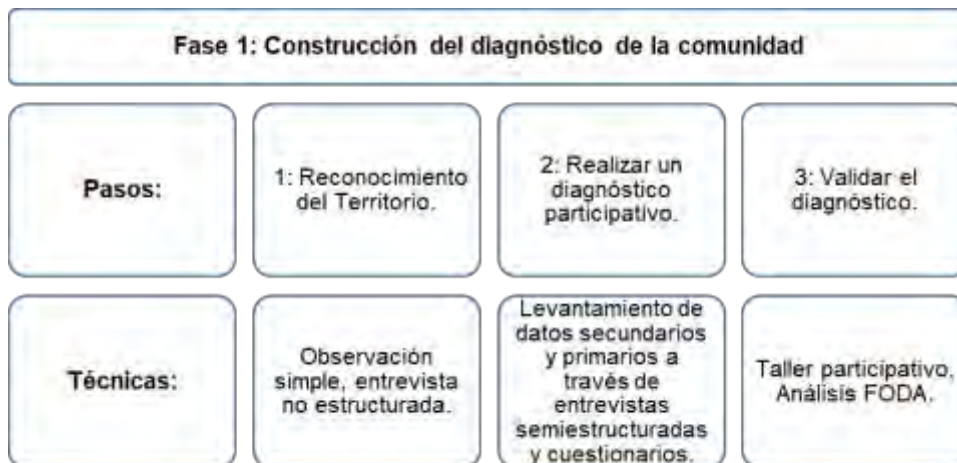 Fase 1: Construcción del diagnóstico de la comunidad
Pasos:
1: Reconocimiento
del Territorio.
2: Realizar un
diagnóstico
participativo.
3: Validar el
diagnóstico.
Técnicas:
Observación
simple, entrevista
no estructurada.
Levantamiento de
datos secundarios
y primarios a
través de
entrevistas
semiestructuradas
y cuestionarios.
Taller participativo,
Análisis FODA.